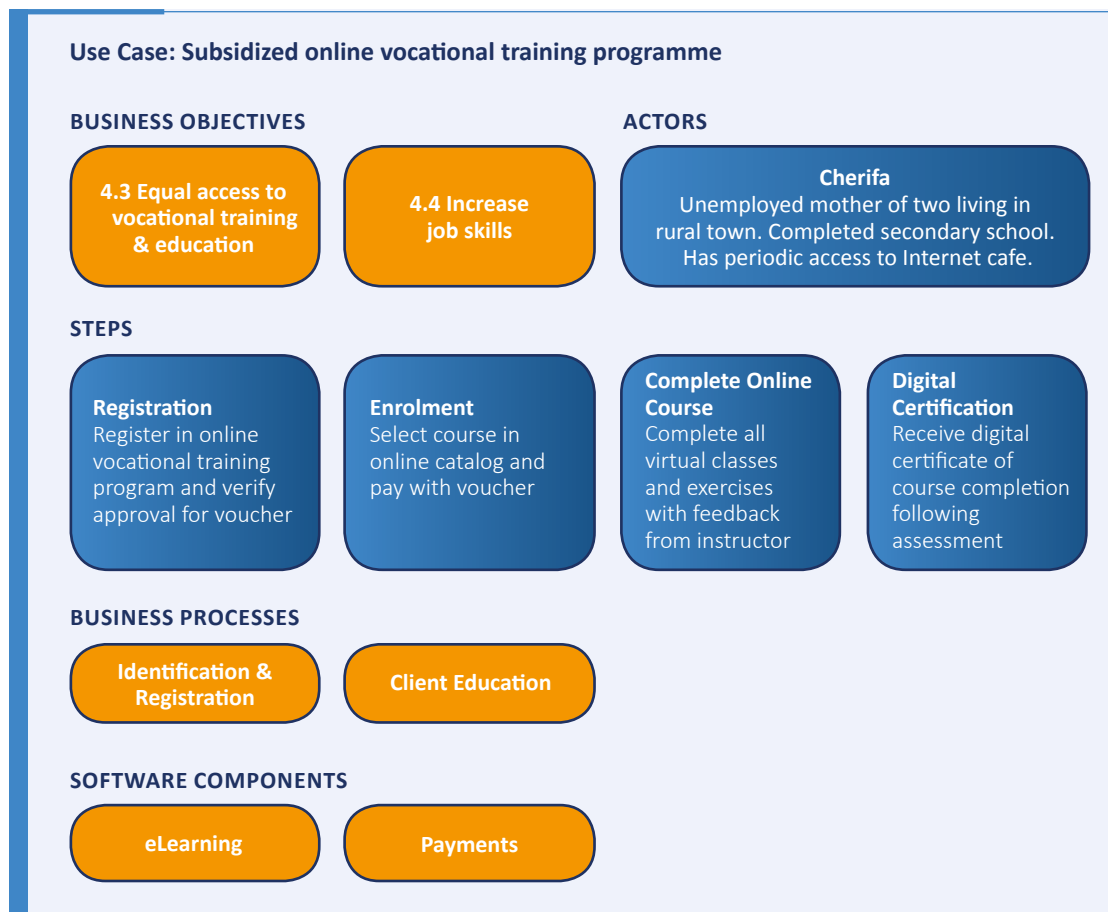 Use Case: Subsidized online vocational training programme
BUSINESS OBJECTIVES
4.3 Equal access to
vocational training
& education
4.4 Increase
job skills
ACTORS
Cherifa
Unemployed mother of two living in
rural town. Completed secondary school.
Has periodic access to Internet cafe.
STEPS
Registration
Register in online
vocational training
program and verify
approval for voucher
Enrolment
Select course in
online catalog and
pay with voucher
Complete Online
Course
Complete all
virtual classes
and exercises
with feedback
from instructor
Digital
Certification
Receive digital
certificate of
course completion
following
assessment
BUSINESS PROCESSES
Identification &
Registration
Client Education
SOFTWARE COMPONENTS
eLearning
Payments